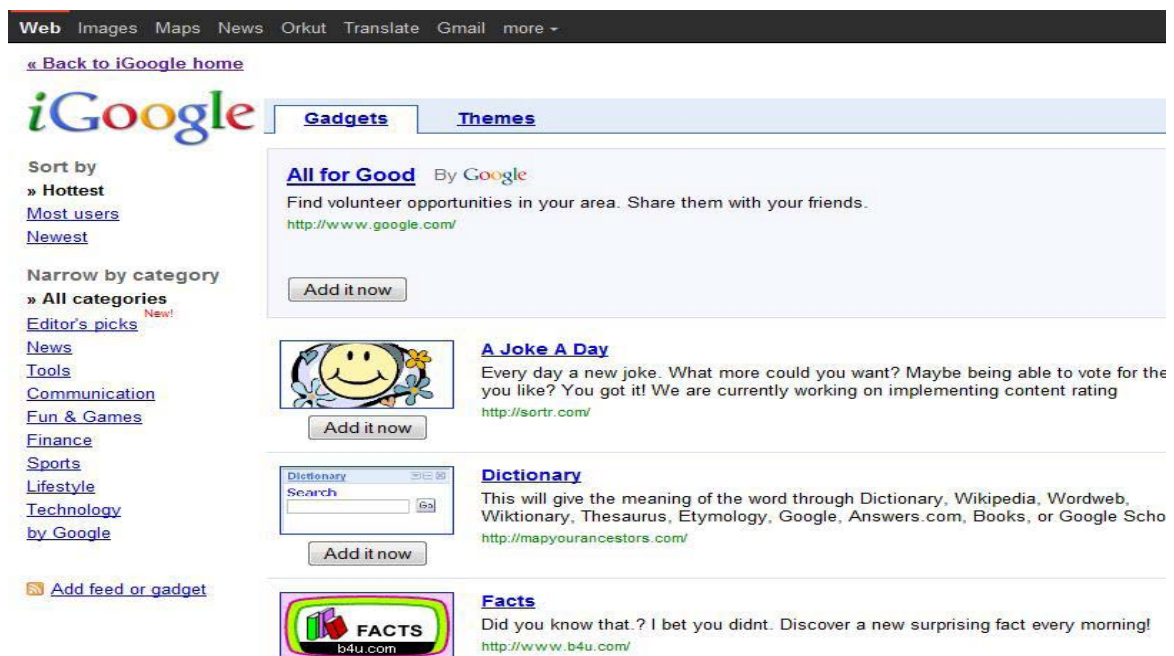 Web Images Maps News Orkut Translate Gmail more
« Back to iGoogle home
iGoogle
Gadgets Themes
Sort by
» Hottest
Most users
Newest
Narrow by category
» All categories
New!
Editor's picks
News
Tools
Communication
Fun & Games
Finance
Sports
Lifestyle
Technology
by Google
Add feed or gadget
All for Good By Google
Find volunteer opportunities in your area. Share them with your friends.
http://www.google.com/
Add it now
A Joke A Day
Every day a new joke. What more could you want? Maybe being able to vote for the
you like? You got it! We are currently working on implementing content rating
http://sortr.com/
Add it now
Dictionary
Search
Go
Dictionary
This will give the meaning of the word through Dictionary, Wikipedia, Wordweb,
Wiktionary, Thesaurus, Etymology, Google, Answers.com, Books, or Google Scho
http://mapyourancestors.com/
Add it now
FACTS
b4u.com
Facts
Did you know that.? I bet you didnt. Discover a new surprising fact every morning!
http://www.b4u.com/